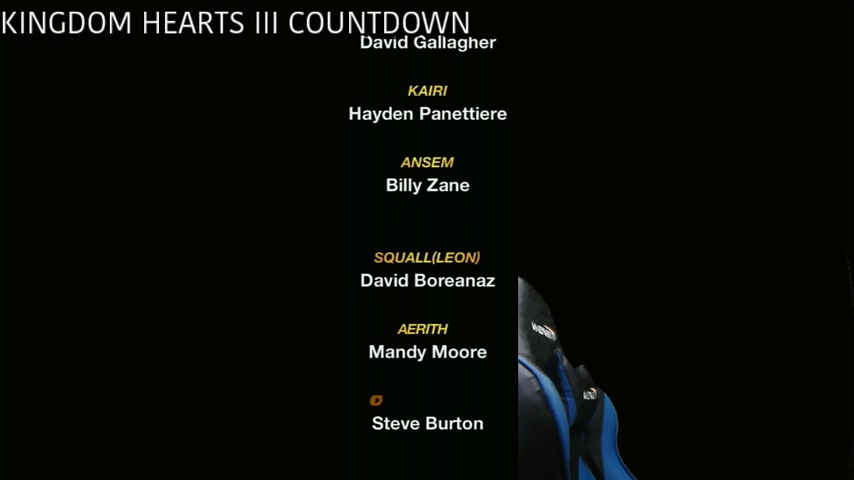 KINGDOM HEARTS III COUNTDOWN
David Gallagher
KAIRI
Hayden Panettiere
ANSEM
Billy Zane
SQUALL(LEON)
David Boreanaz
AERITH
Mandy Moore
Steve Burton